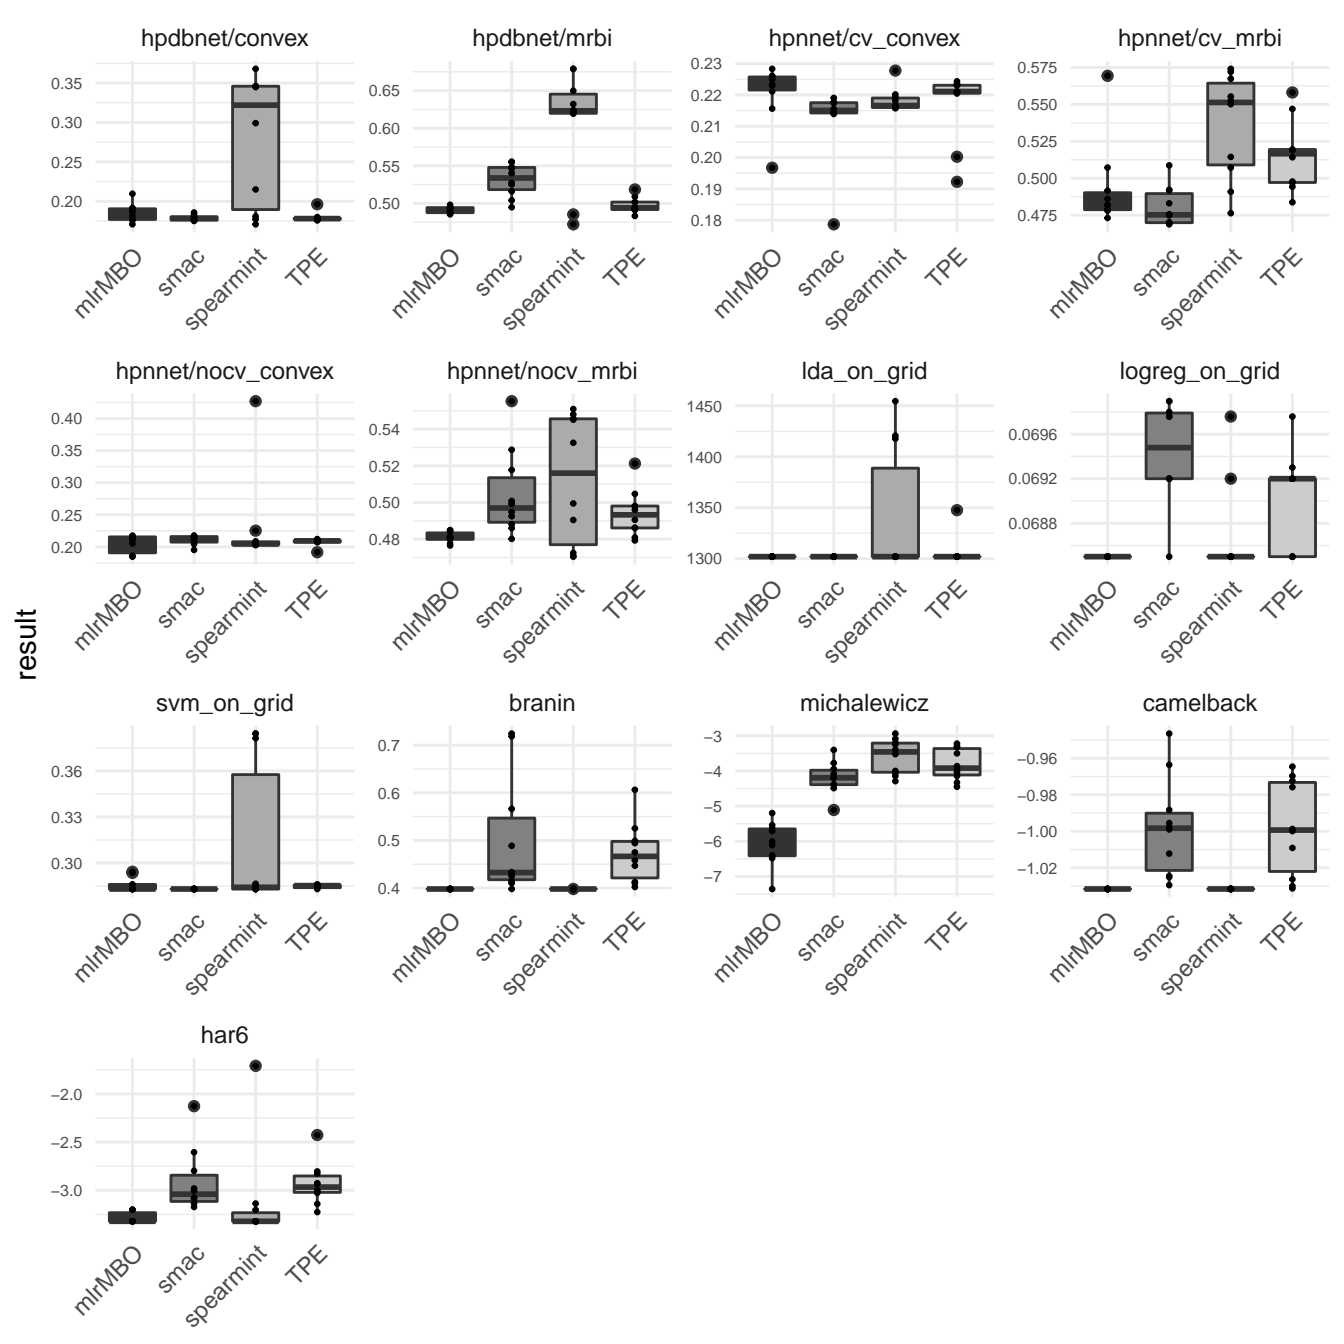 result
hpdbnet/convex
0.35
0.30
0.25
0.20
mlrMBO
smac
spearmint
TPE
hpdbnet/mrbi
0.65
0.60
0.55
0.50
mlrMBO
smac
spearmint
TPE
hpnnet/cv_convex
0.23
0.22
0.21
0.20
0.19
0.18
mlrMBO
smac
spearmint
TPE
hpnnet/cv_mrbi
0.575
0.550
0.525
0.500
0.475
mlrMBO
smac
spearmint
TPE
hpnnet/nocv_convex
0.40
0.35
0.30
0.25
0.20
mlrMBO
smac
spearmint
TPE
hpnnet/nocv_mrbi
0.54
0.52
0.50
0.48
mlrMBO
smac
spearmint
TPE
lda_on_grid
1450
1400
1350
1300
mlrMBO
smac
spearmint
TPE
logreg_on_grid
0.0696
0.0692
0.0688
mlrMBO
smac
spearmint
TPE
svm_on_grid
0.36
0.33
0.30
mlrMBO
smac
spearmint
TPE
branin
0.7
0.6
0.5
0.4
mlrMBO
smac
spearmint
TPE
michalewicz
−3
−4
−5
−6
−7
mlrMBO
smac
spearmint
TPE
camelback
−0.96
−0.98
−1.00
−1.02
mlrMBO
smac
spearmint
TPE
har6
−2.0
−2.5
−3.0
mlrMBO
smac
spearmint
TPE